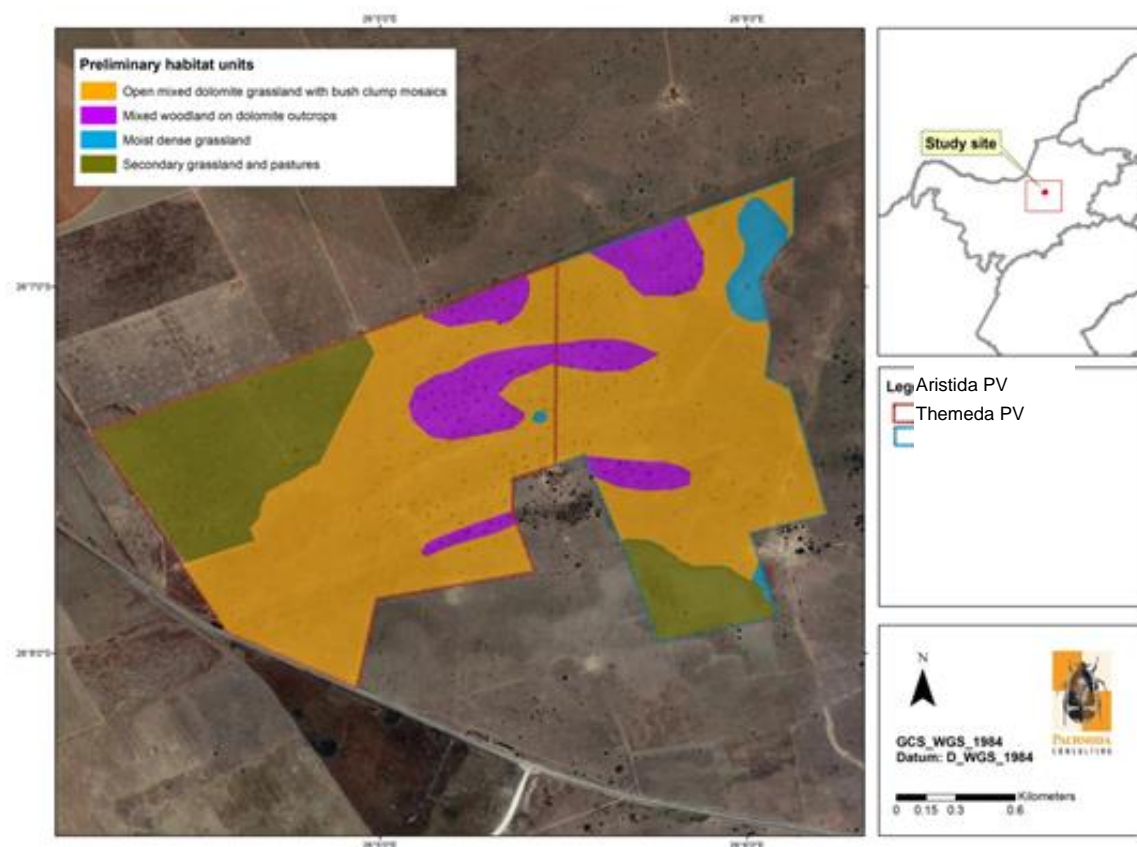 Preliminary habitat units
Open mixed dolomite grassland with bush clump mosaics
Mixed woodland on dolomite outcrops
Moist dense grassland
Secondary grassland and pastures
Study site
Leg
Aristida PV
Themeda PV
N
PACHNODA
CONSULTING
GCS_WGS_1984
Datum: D_WGS_1984
Kilometers
0 0.15 0.3 0.6